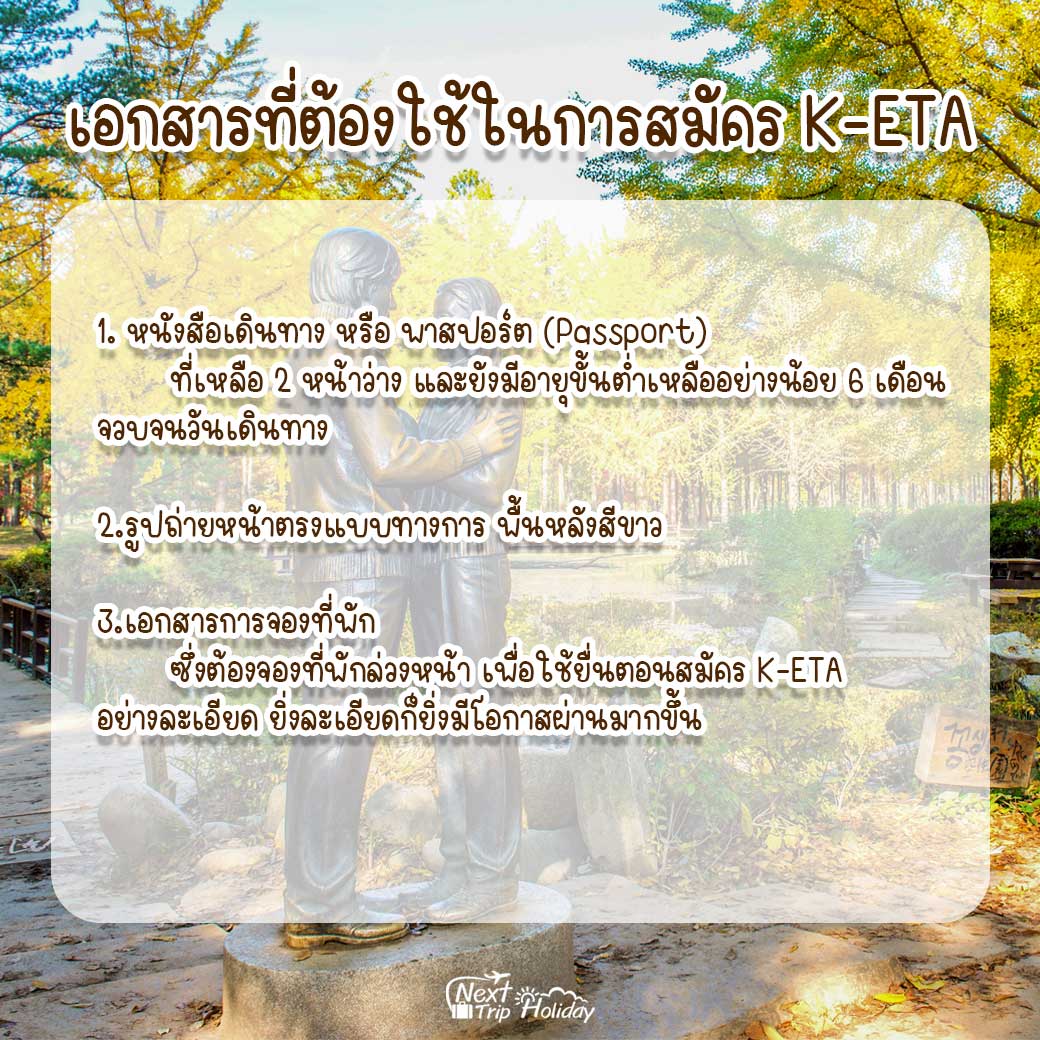 เอกสารที่ต้องใช้ในการสมัคร K-ETA
1. หนังสือเดินทาง หรือ พาสปอร์ต (Passport)
ที่เหลือ 2 หน้าว่าง และยังมีอายุขั้นต่ำเหลืออย่างน้อย 6 เดือน
จวบจนวันเดินทาง
2.รูปถ่ายหน้าตรงแบบทางการ พื้นหลังสีขาว
3.เอกสารการจองที่พัก
ซึ่งต้องจองที่พักล่วงหน้า เพื่อใช้ยื่นตอนสมัคร K-ETA
อย่างละเอียด ยิ่งละเอียดก็ยิ่งมีโอกาสผ่านมากขึ้น
Next Trip Holiday